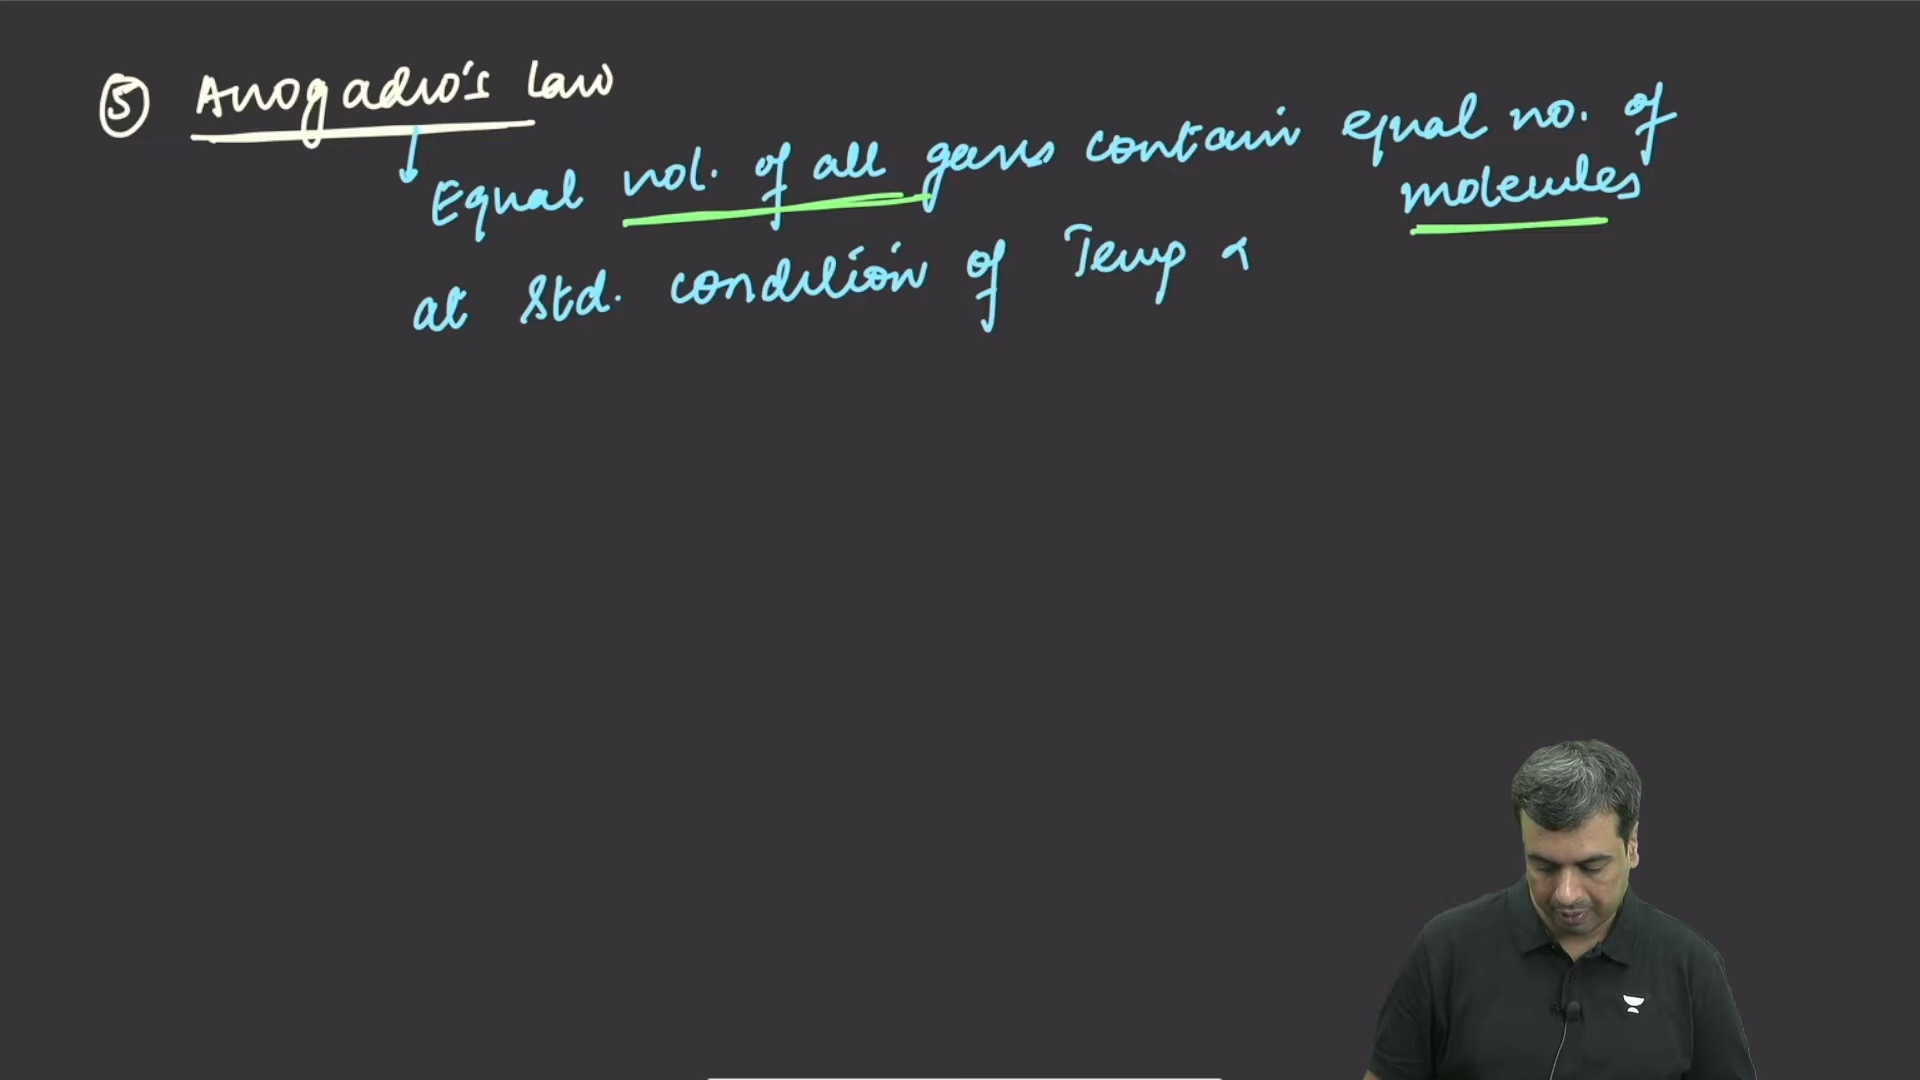 ⑤ Avogadro's Law
Equal vol. of all gases contain equal no. of
molecules
at Std. condition of Temp &